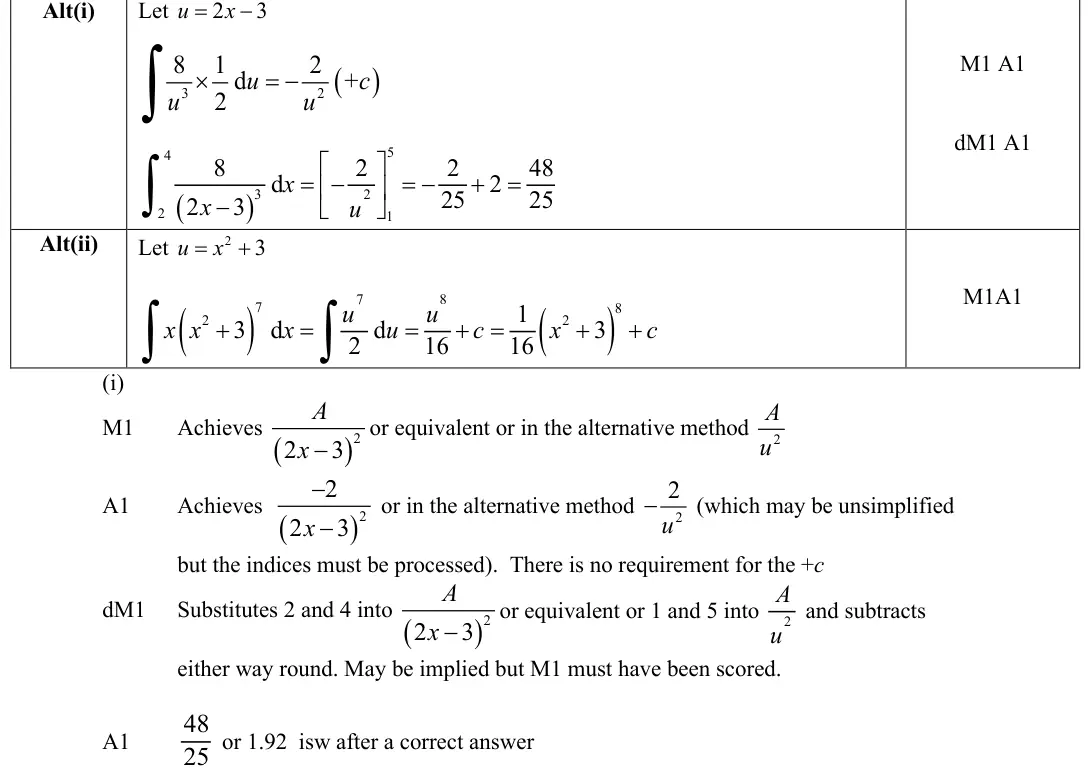 Alt(i) Let u = 2x − 3
∫ 8/u³ × 1/2 du = −2/u² (+c) M1 A1
∫₂⁴ 8/(2x − 3)³ dx = [−2/u²]₁⁵ = −2/25 + 2 = 48/25 dM1 A1
Alt(ii) Let u = x² + 3
∫ x(x² + 3)⁷ dx = ∫ u⁷/2 du = u⁸/16 + c = 1/16 (x² + 3)⁸ + c M1A1
(i)
M1 Achieves A/(2x − 3)² or equivalent or in the alternative method A/u²
A1 Achieves −2/(2x − 3)² or in the alternative method −2/u² (which may be unsimplified
but the indices must be processed). There is no requirement for the +c
dM1 Substitutes 2 and 4 into A/(2x − 3)² or equivalent or 1 and 5 into A/u² and subtracts
either way round. May be implied but M1 must have been scored.
A1 48/25 or 1.92 isw after a correct answer